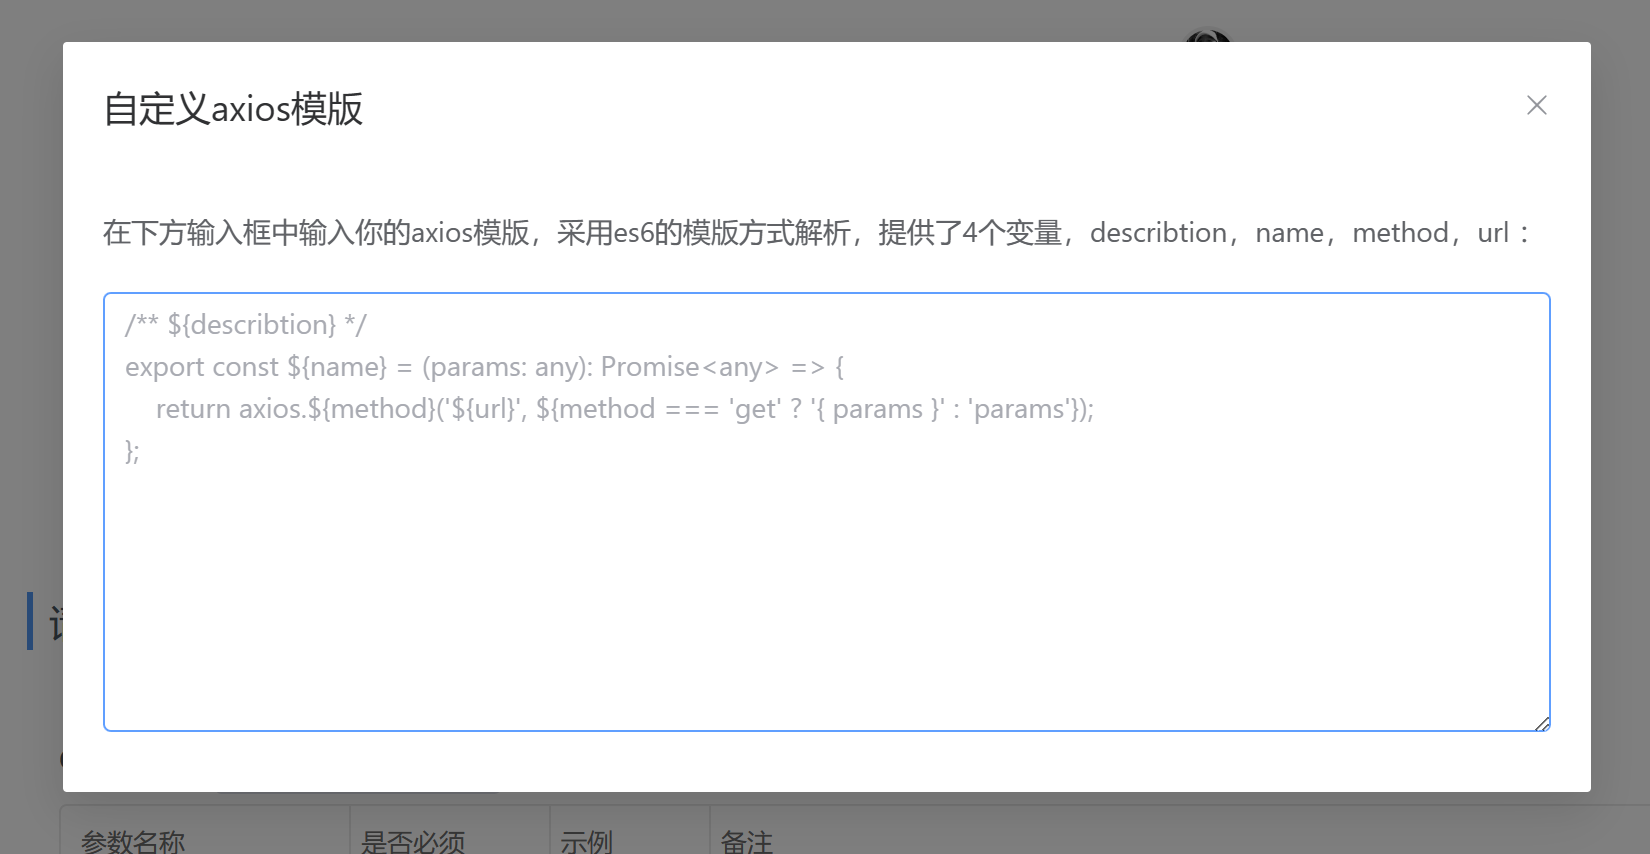 自定义axios模版
在下方输入框中输入你的axios模版，采用es6的模版方式解析，提供了4个变量，describtion，name，method，url：
/** ${describtion} */
export const ${name} = (params: any): Promise<any> => {
    return axios.${method}('${url}', ${method === 'get' ? '{ params }' : 'params'});
};
参数名称 是否必须 示例 备注